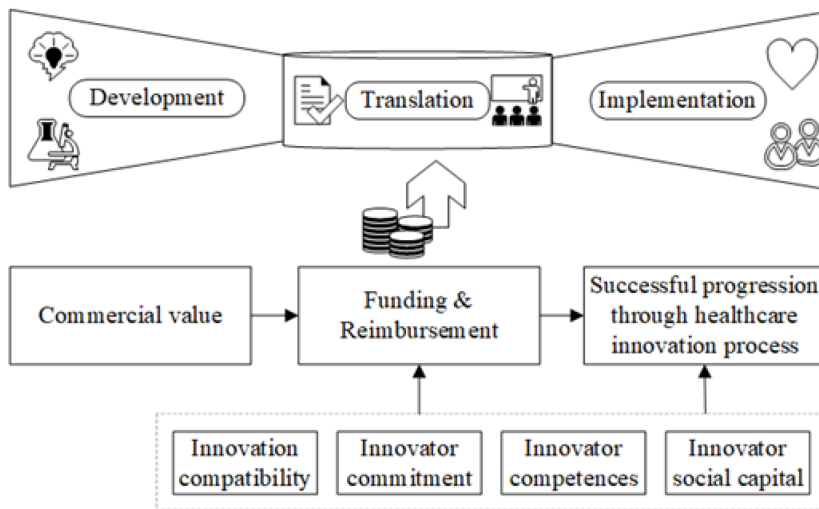 Development
Translation
Implementation
Commercial value
Funding &
Reimbursement
Successful progression
through healthcare
innovation process
Innovation
compatibility
Innovator
commitment
Innovator
competences
Innovator
social capital